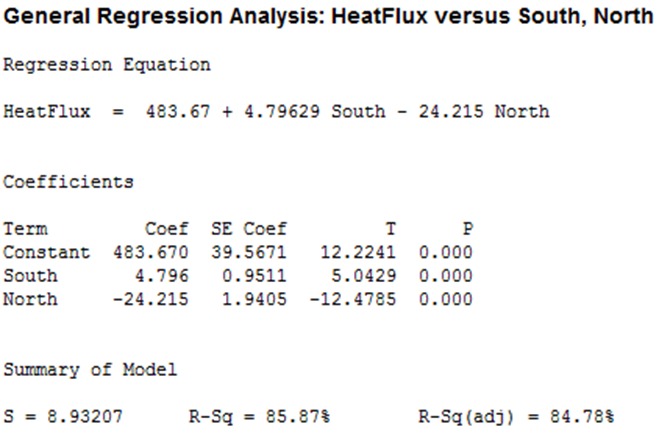 General Regression Analysis: HeatFlux versus South, North
Regression Equation
HeatFlux = 483.67 + 4.79629 South - 24.215 North
Coefficients
Term Coef SE Coef T P
Constant 483.670 39.5671 12.2241 0.000
South 4.796 0.9511 5.0429 0.000
North -24.215 1.9405 -12.4785 0.000
Summary of Model
S = 8.93207 R-Sq = 85.87% R-Sq(adj) = 84.78%